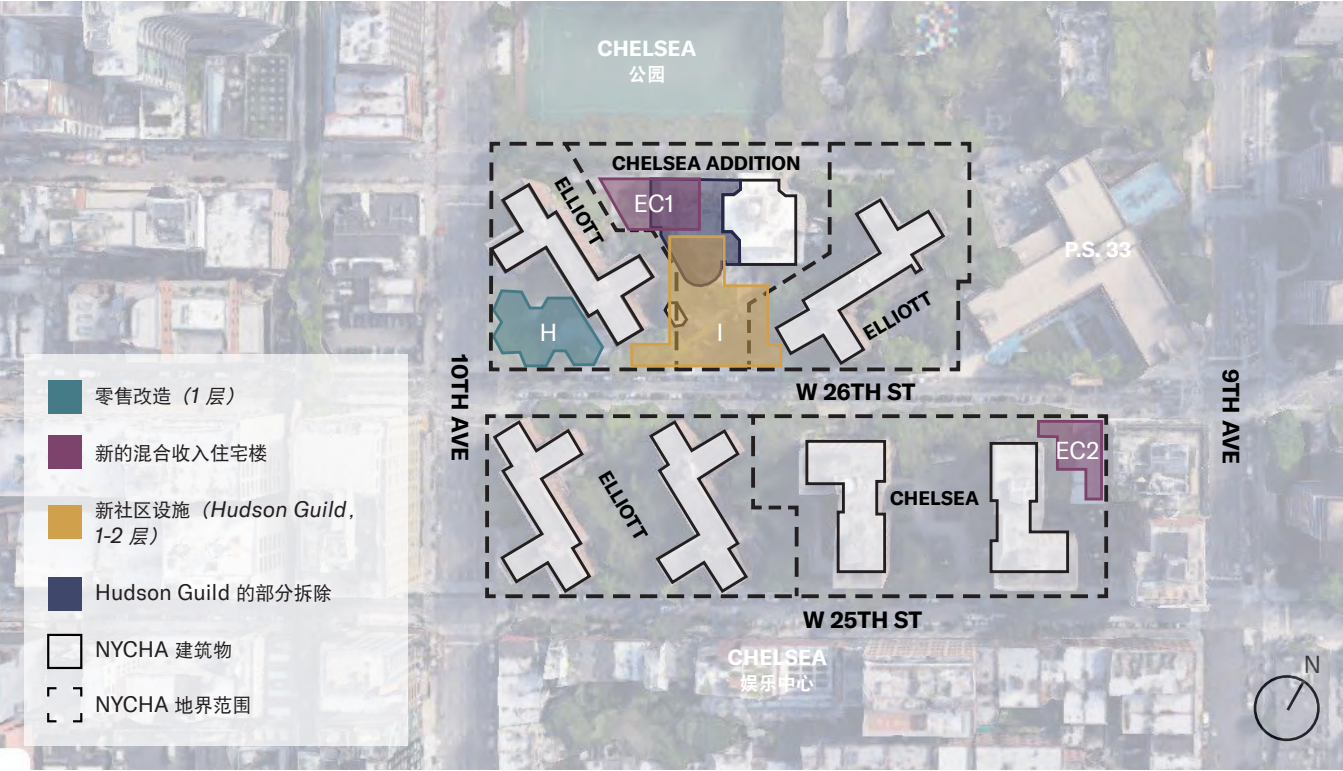 CHELSEA
公园
CHELSEA ADDITION
ELLIOTT
EC1
P.S. 33
ELLIOTT
H
I
10TH AVE
W 26TH ST
9TH AVE
EC2
ELLIOTT
CHELSEA
W 25TH ST
CHELSEA
娱乐中心
N
零售改造（1 层）
新的混合收入住宅楼
新社区设施（Hudson Guild,
1-2 层）
Hudson Guild 的部分拆除
NYCHA 建筑物
NYCHA 地界范围